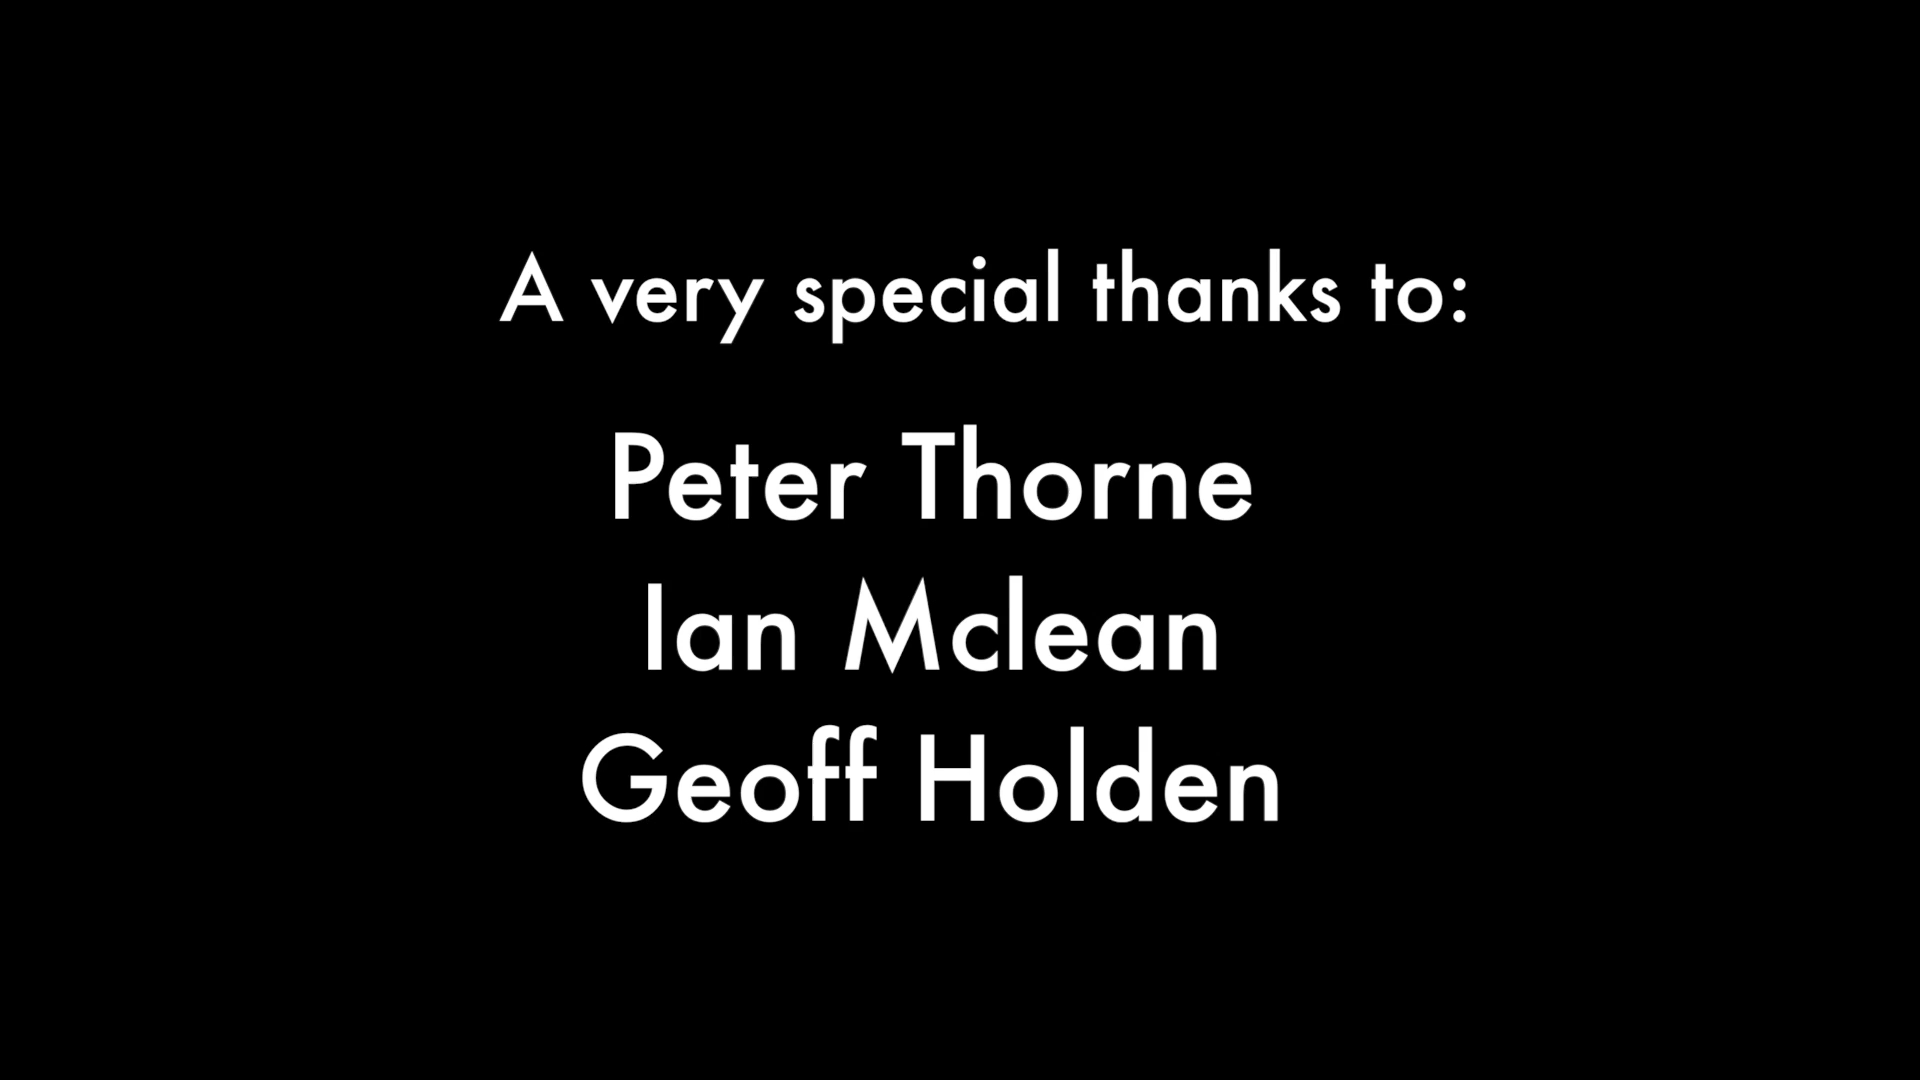 A very special thanks to:
Peter Thorne
Ian Mclean
Geoff Holden